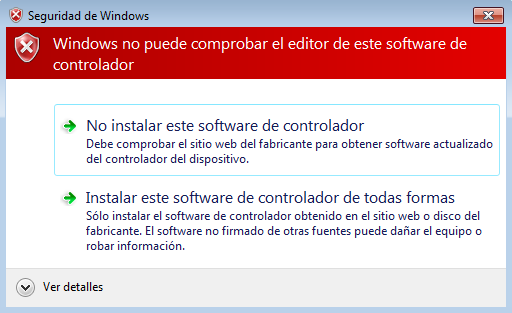 Seguridad de Windows
Windows no puede comprobar el editor de este software de
controlador
No instalar este software de controlador
Debe comprobar el sitio web del fabricante para obtener software actualizado
del controlador del dispositivo.
Instalar este software de controlador de todas formas
Sólo instalar el software de controlador obtenido en el sitio web o disco del
fabricante. El software no firmado de otras fuentes puede dañar el equipo o
robar información.
Ver detalles